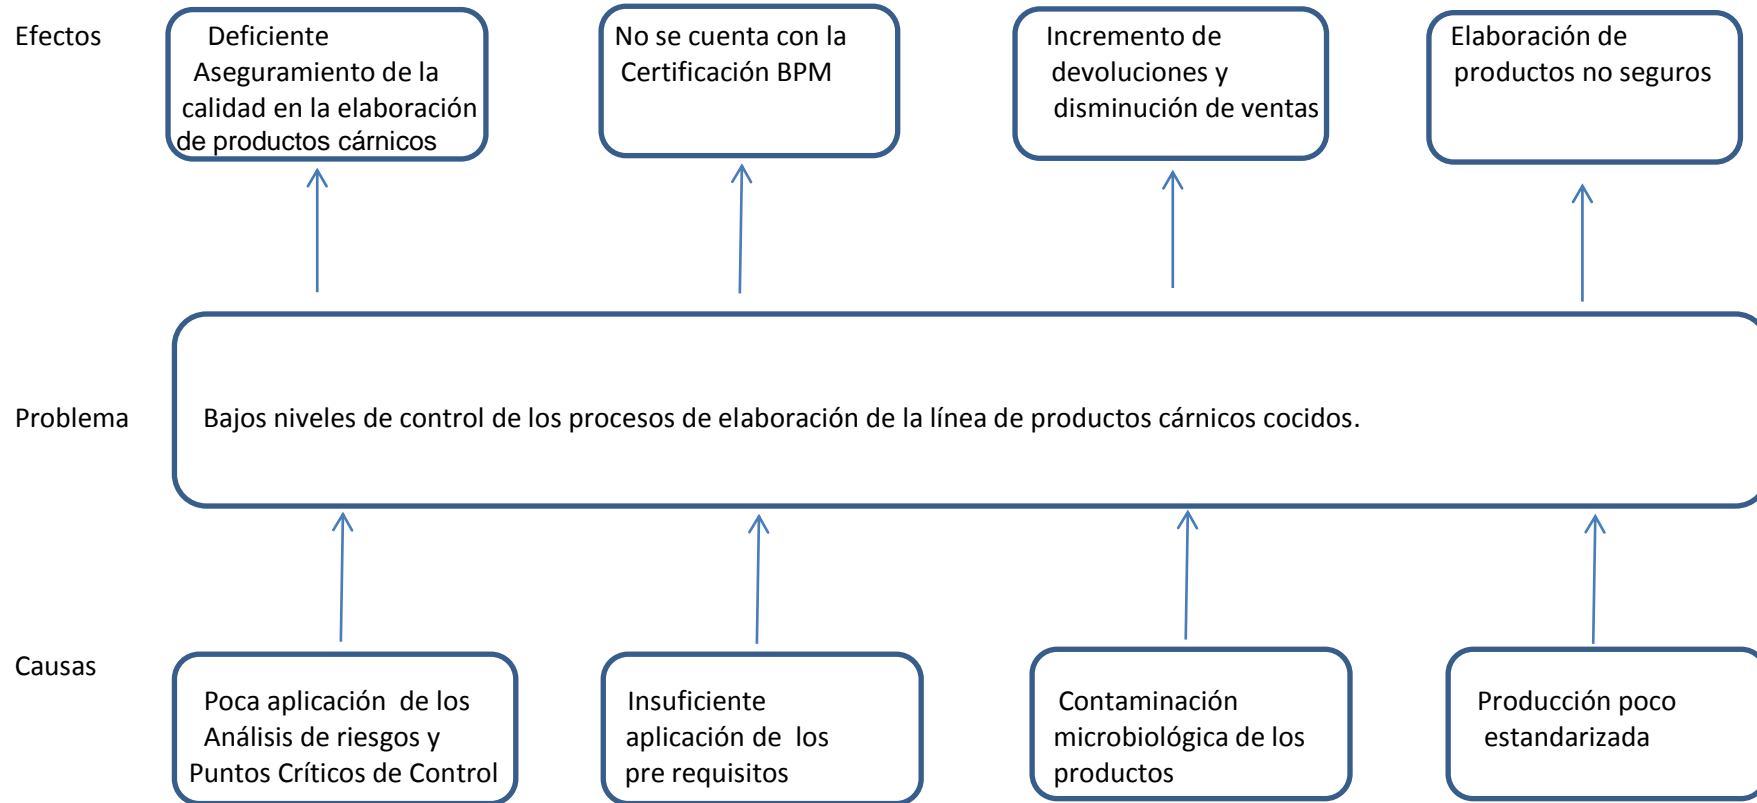 Efectos
Deficiente
Aseguramiento de la
calidad en la elaboración
de productos cárnicos
No se cuenta con la
Certificación BPM
Incremento de
devoluciones y
disminución de ventas
Elaboración de
productos no seguros
Problema
Bajos niveles de control de los procesos de elaboración de la línea de productos cárnicos cocidos.
Causas
Poca aplicación de los
Análisis de riesgos y
Puntos Críticos de Control
Insuficiente
aplicación de los
pre requisitos
Contaminación
microbiológica de los
productos
Producción poco
estandarizada